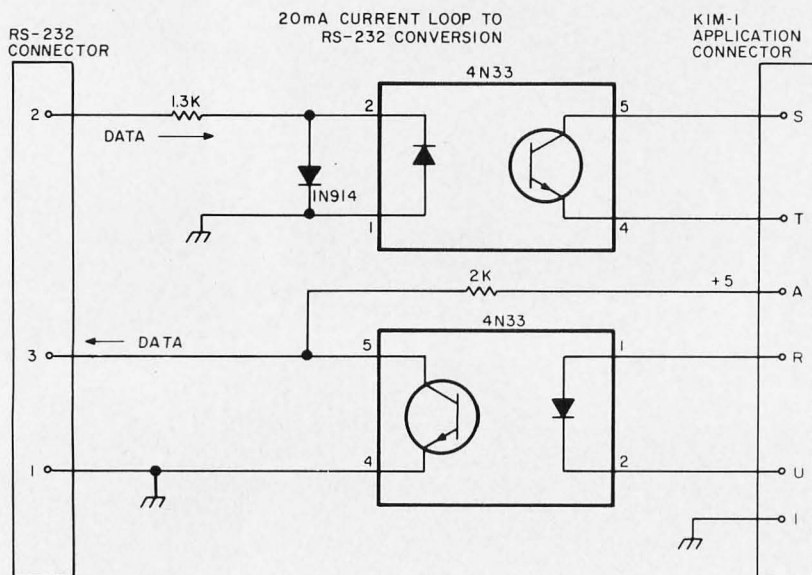 20mA CURRENT LOOP TO
RS-232 CONVERSION
RS-232
CONNECTOR
KIM-1
APPLICATION
CONNECTOR
4N33
2
1.3K
2
5
S
DATA
1N914
1
4
T
2K
+5
A
4N33
DATA
3
5
1
R
1
4
2
U
1